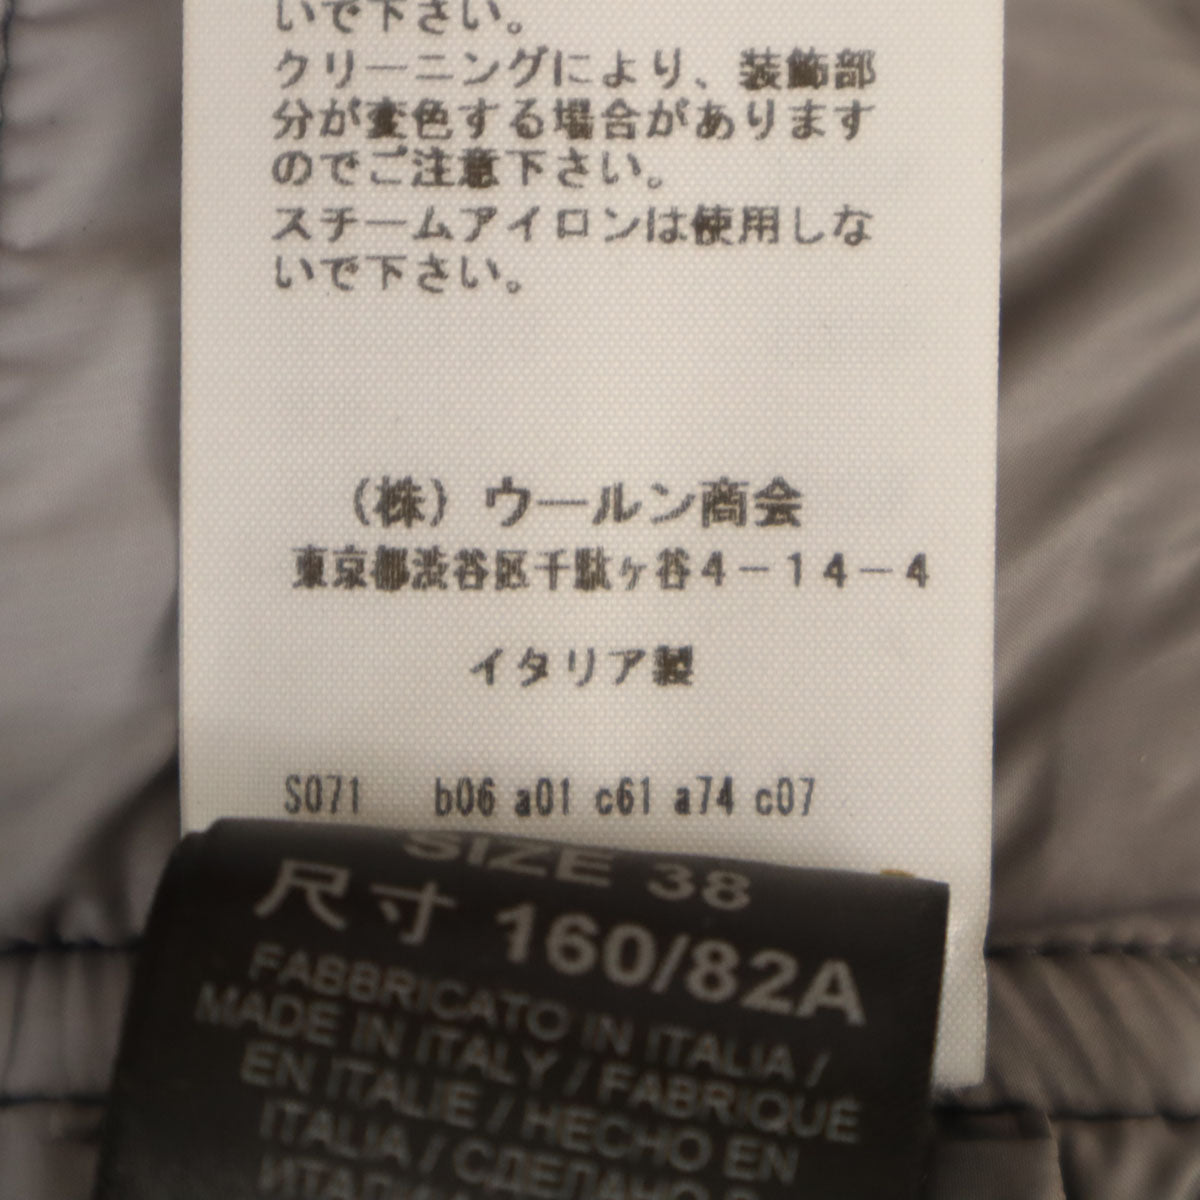 いで下さい。
クリーニングにより、装飾部
分が変色する場合があります
のでご注意下さい。
スチームアイロンは使用しな
いで下さい。
（株）ウールン商会
東京都渋谷区千駄ヶ谷4－14－4
イタリア製
S071 b06 a01 c61 a74 c07
SIZE 38
尺寸 160/82A
FABBRICATO IN ITALIA /
MADE IN ITALY / FABRIQUÉ
EN ITALIE / HECHO EN
ITALIA / СДЕЛАНО В